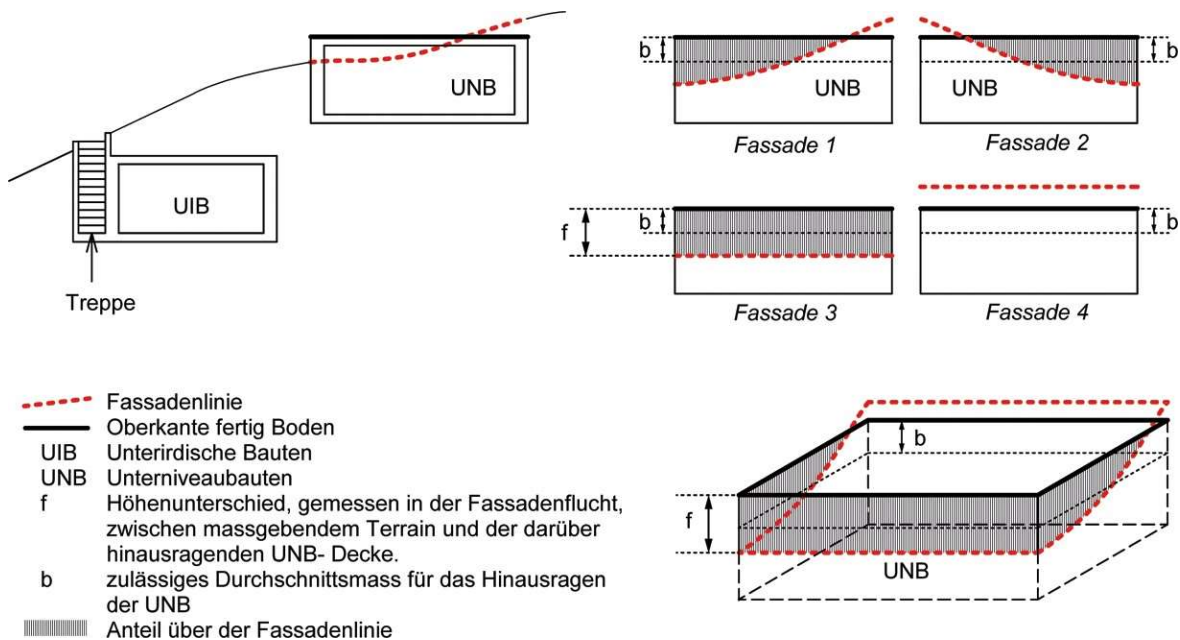 UNB
UIB
Treppe
b
UNB
Fassade 1
b
UNB
Fassade 2
f
b
Fassade 3
b
Fassade 4
Fassadenlinie
Oberkante fertig Boden
UIB Unterirdische Bauten
UNB Unterniveaubauten
f Höhenunterschied, gemessen in der Fassadenflucht,
zwischen massgebendem Terrain und der darüber
hinausragenden UNB- Decke.
b zulässiges Durchschnittsmass für das Hinausragen
der UNB
Anteil über der Fassadenlinie
b
f
UNB